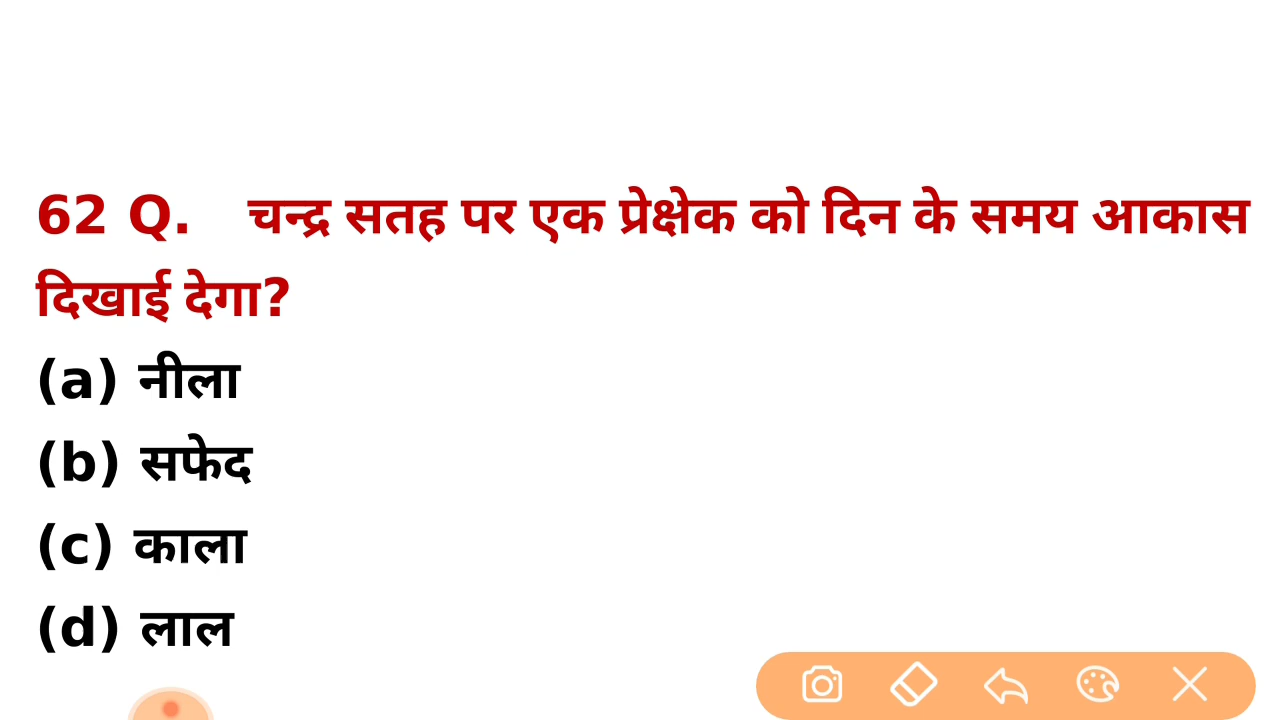 62 Q. चन्द्र सतह पर एक प्रेक्षेक को दिन के समय आकास
दिखाई देगा?
(a) नीला
(b) सफेद
(c) काला
(d) लाल